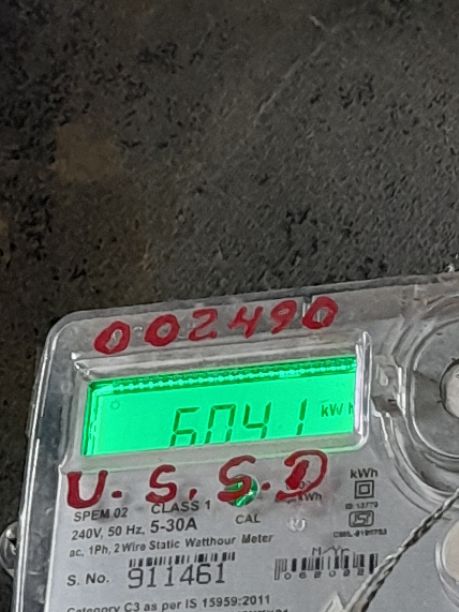 002490
6041 kWh
U.S.S.D
SPEM 02 CLASS 1
240V, 50 Hz, 5-30A CAL kWh
ac, 1Ph, 2 Wire Static Watthour Meter
S. No. 911461
Category C3 as per IS 15959:2011